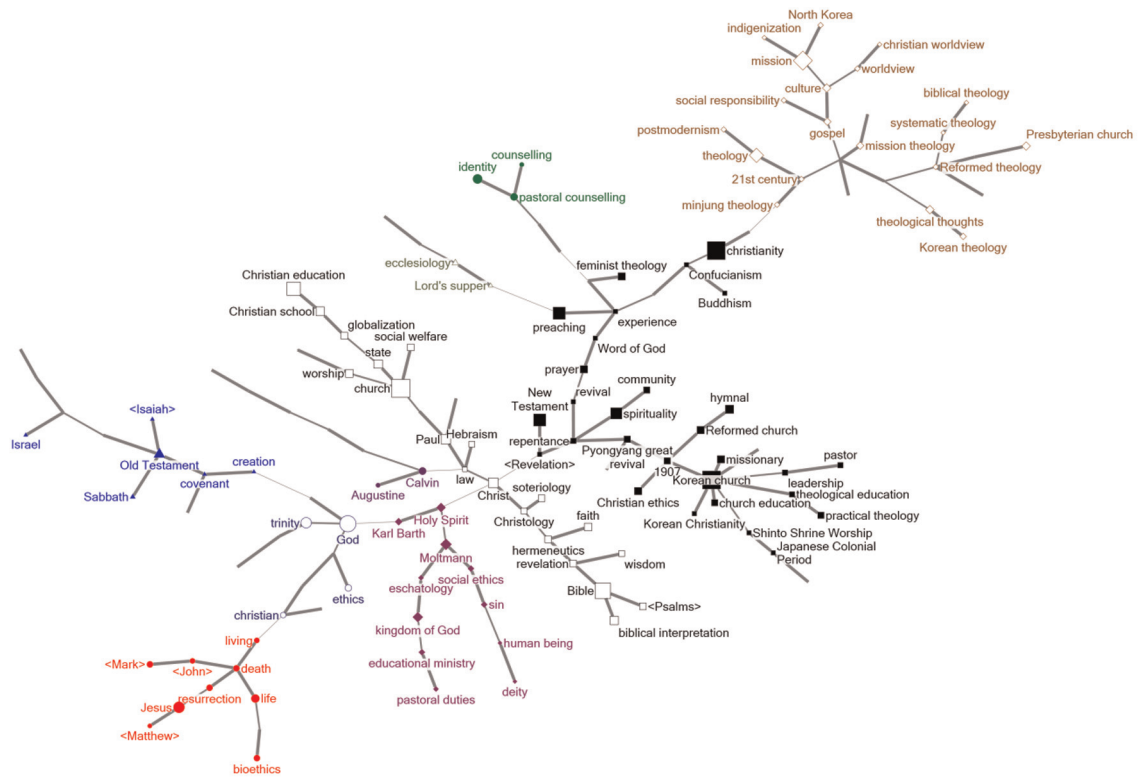 North Korea
indigenization
christian worldview
mission
worldview
culture
biblical theology
social responsibility
systematic theology
gospel
postmodernism
mission theology
Presbyterian church
theology
Reformed theology
21st century
minjung theology
theological thoughts
Korean theology
counselling
identity
pastoral counselling
christianity
ecclesiology
feminist theology
Confucianism
Lord's supper
Buddhism
preaching
experience
Christian education
Christian school
globalization
social welfare
state
worship
church
Word of God
prayer
community
revival
New
Testament
spirituality
hymnal
Paul
Hebraism
repentance
Pyongyang great
revival
Reformed church
<Revelation>
1907
missionary
pastor
Korean church
leadership
theological education
Christian ethics
church education
practical theology
Korean Christianity
Shinto Shrine Worship
Japanese Colonial
Period
<Isaiah>
Israel
Old Testament
creation
covenant
Sabbath
Calvin
law
Augustine
Christ
soteriology
Christology
trinity
God
Karl Barth
Holy Spirit
faith
hermeneutics
revelation
wisdom
Moltmann
social ethics
eschatology
Bible
<Psalms>
ethics
christian
sin
biblical interpretation
kingdom of God
living
human being
<Mark>
<John>
death
educational ministry
deity
resurrection
life
pastoral duties
Jesus
<Matthew>
bioethics